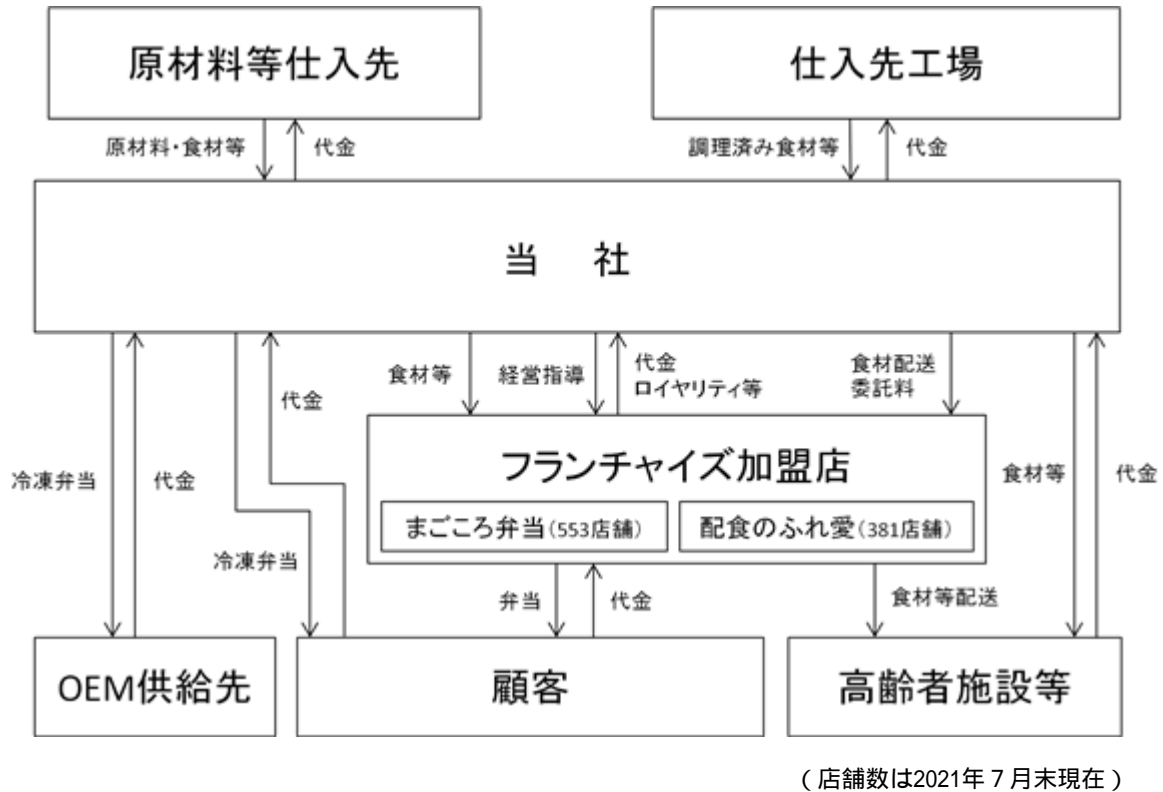 原材料等仕入先
仕入先工場
原材料・食材等
代金
調理済み食材等
代金
当 社
食材等
経営指導
代金
ロイヤリティ等
食材配送
委託料
代金
フランチャイズ加盟店
冷凍弁当
代金
食材等
代金
まごころ弁当(553店舗)
配食のふれ愛(381店舗)
冷凍弁当
弁当
代金
食材等配送
OEM供給先
顧客
高齢者施設等
(店舗数は2021年7月末現在)